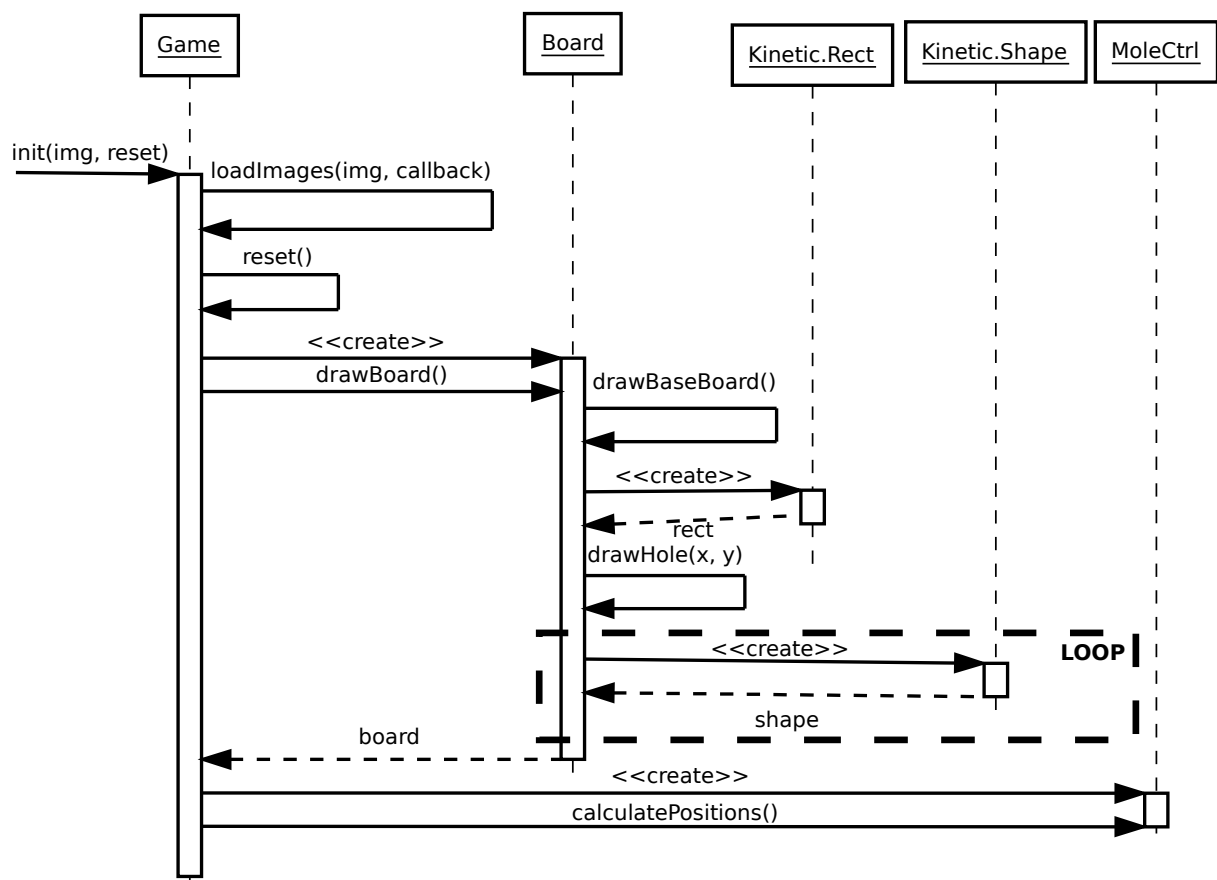 Game
Board
Kinetic.Rect
Kinetic.Shape
MoleCtrl
init(img, reset)
loadImages(img, callback)
reset()
<<create>>
drawBoard()
drawBaseBoard()
<<create>>
rect
drawHole(x, y)
<<create>>
LOOP
shape
board
<<create>>
calculatePositions()